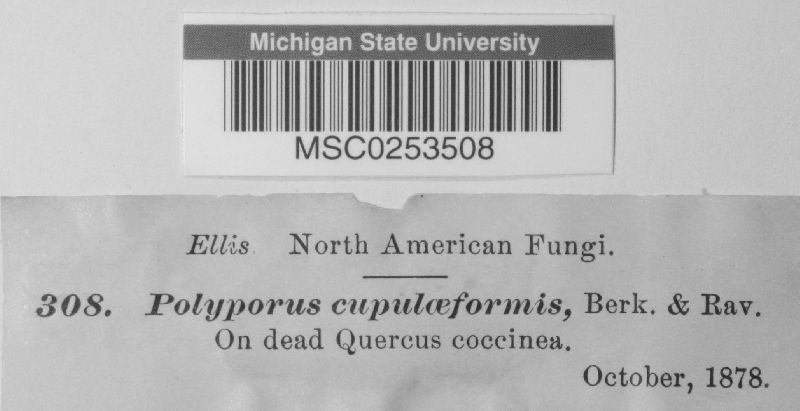 Michigan State University
MSC0253508
Ellis. North American Fungi.
308. Polyporus cupulæformis, Berk. & Rav.
On dead Quercus coccinea.
October, 1878.